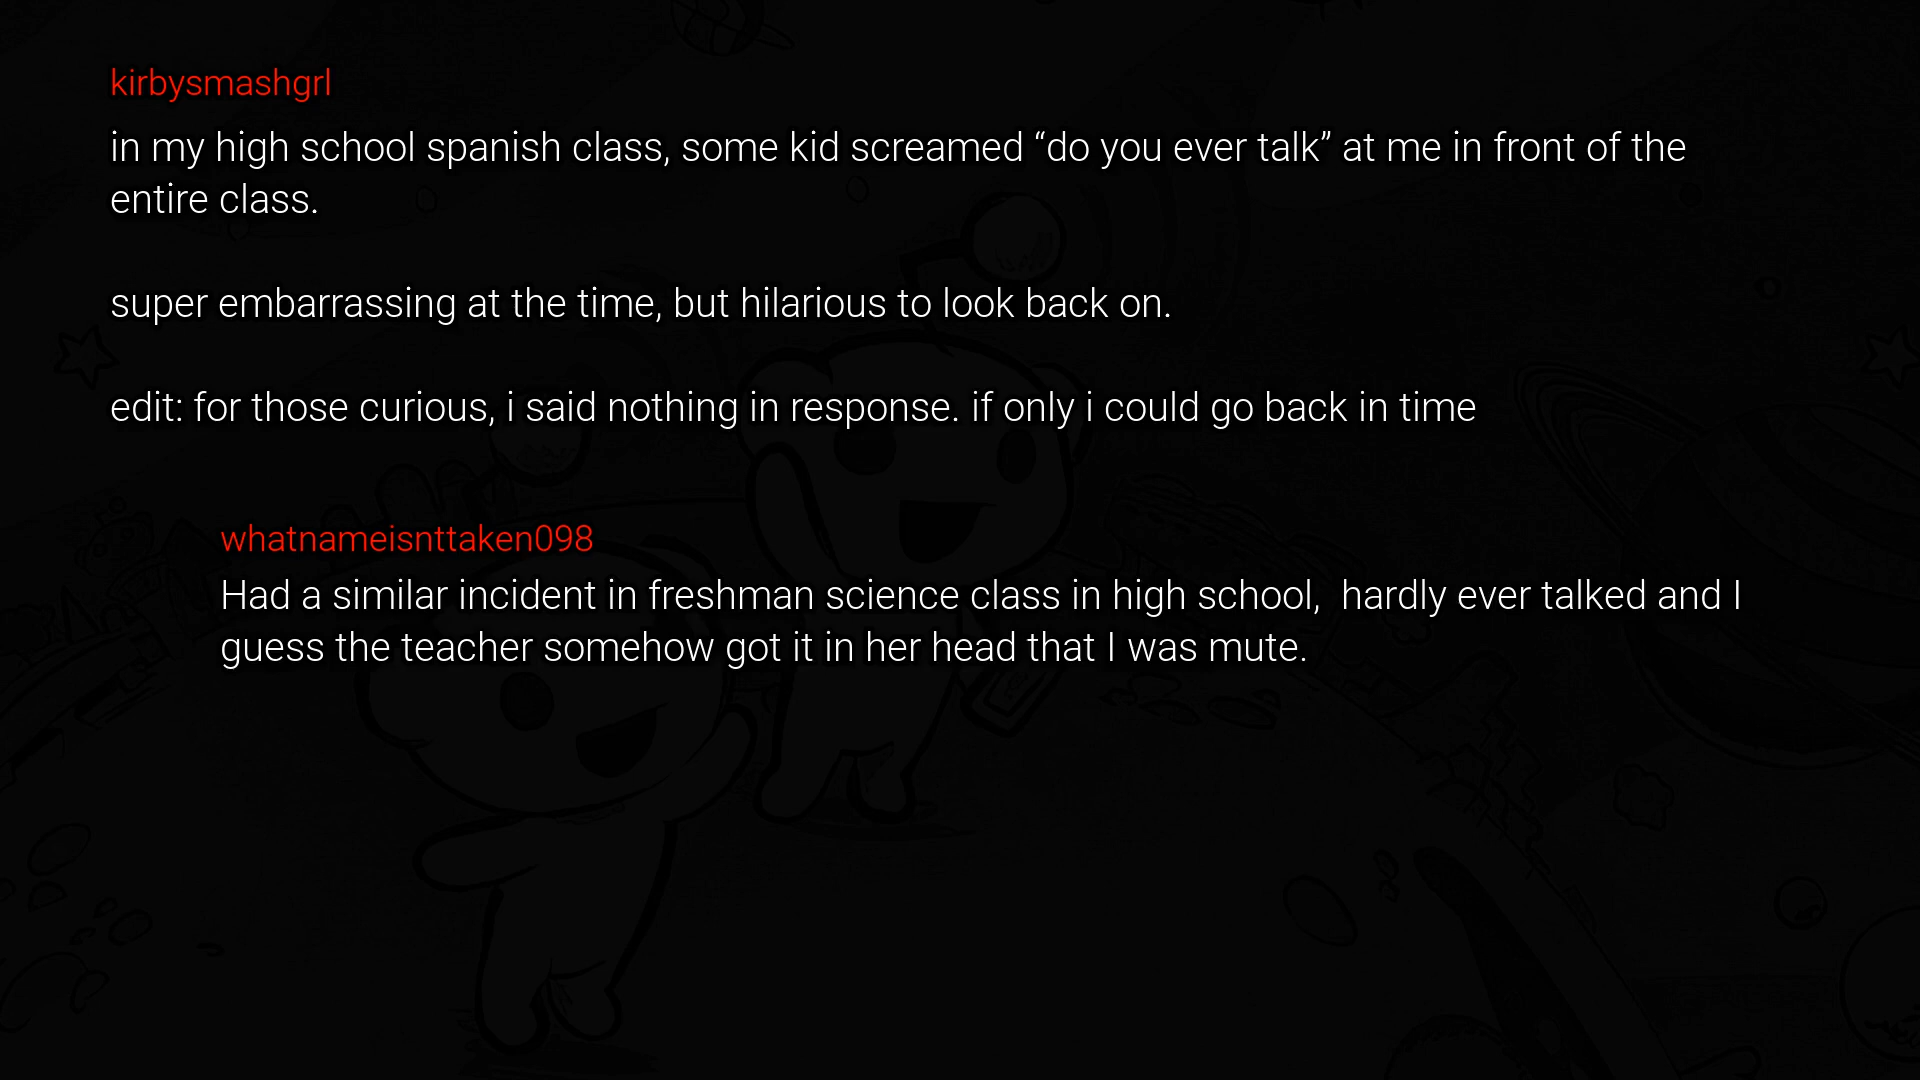 kirbysmashgrl
in my high school spanish class, some kid screamed “do you ever talk” at me in front of the
entire class.
super embarrassing at the time, but hilarious to look back on.
edit: for those curious, i said nothing in response. if only i could go back in time
whatnameisnttaken098
Had a similar incident in freshman science class in high school,  hardly ever talked and I
guess the teacher somehow got it in her head that I was mute.